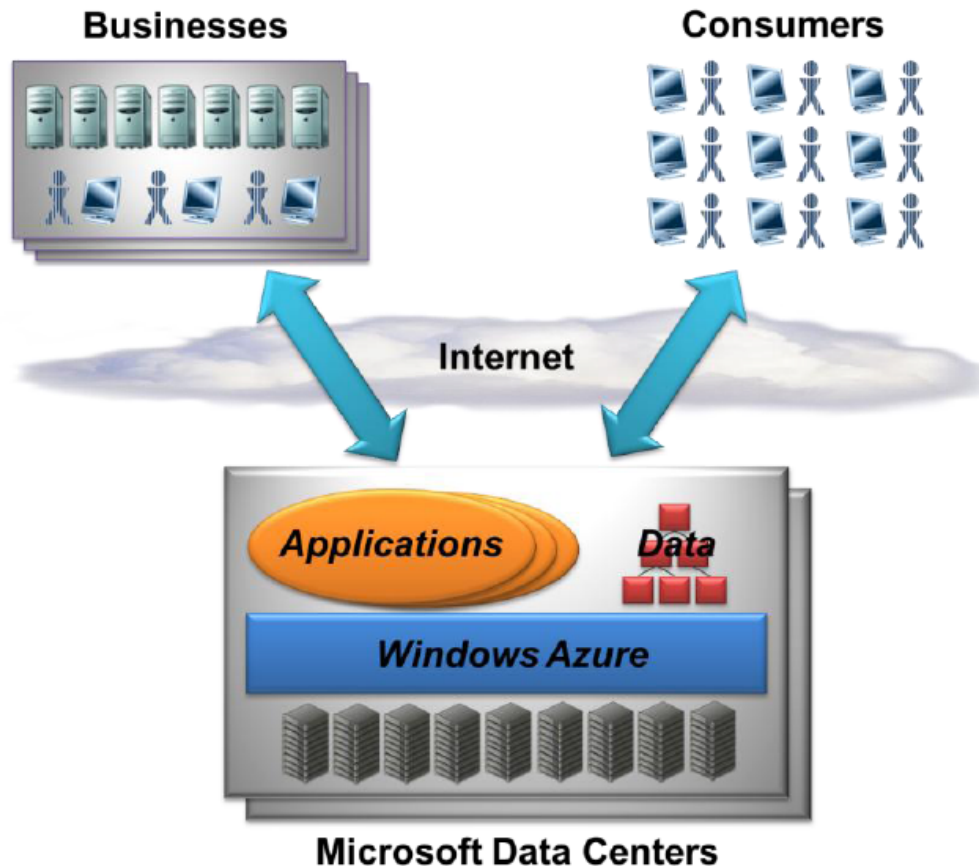 Businesses
Consumers
Internet
Applications
Data
Windows Azure
Microsoft Data Centers